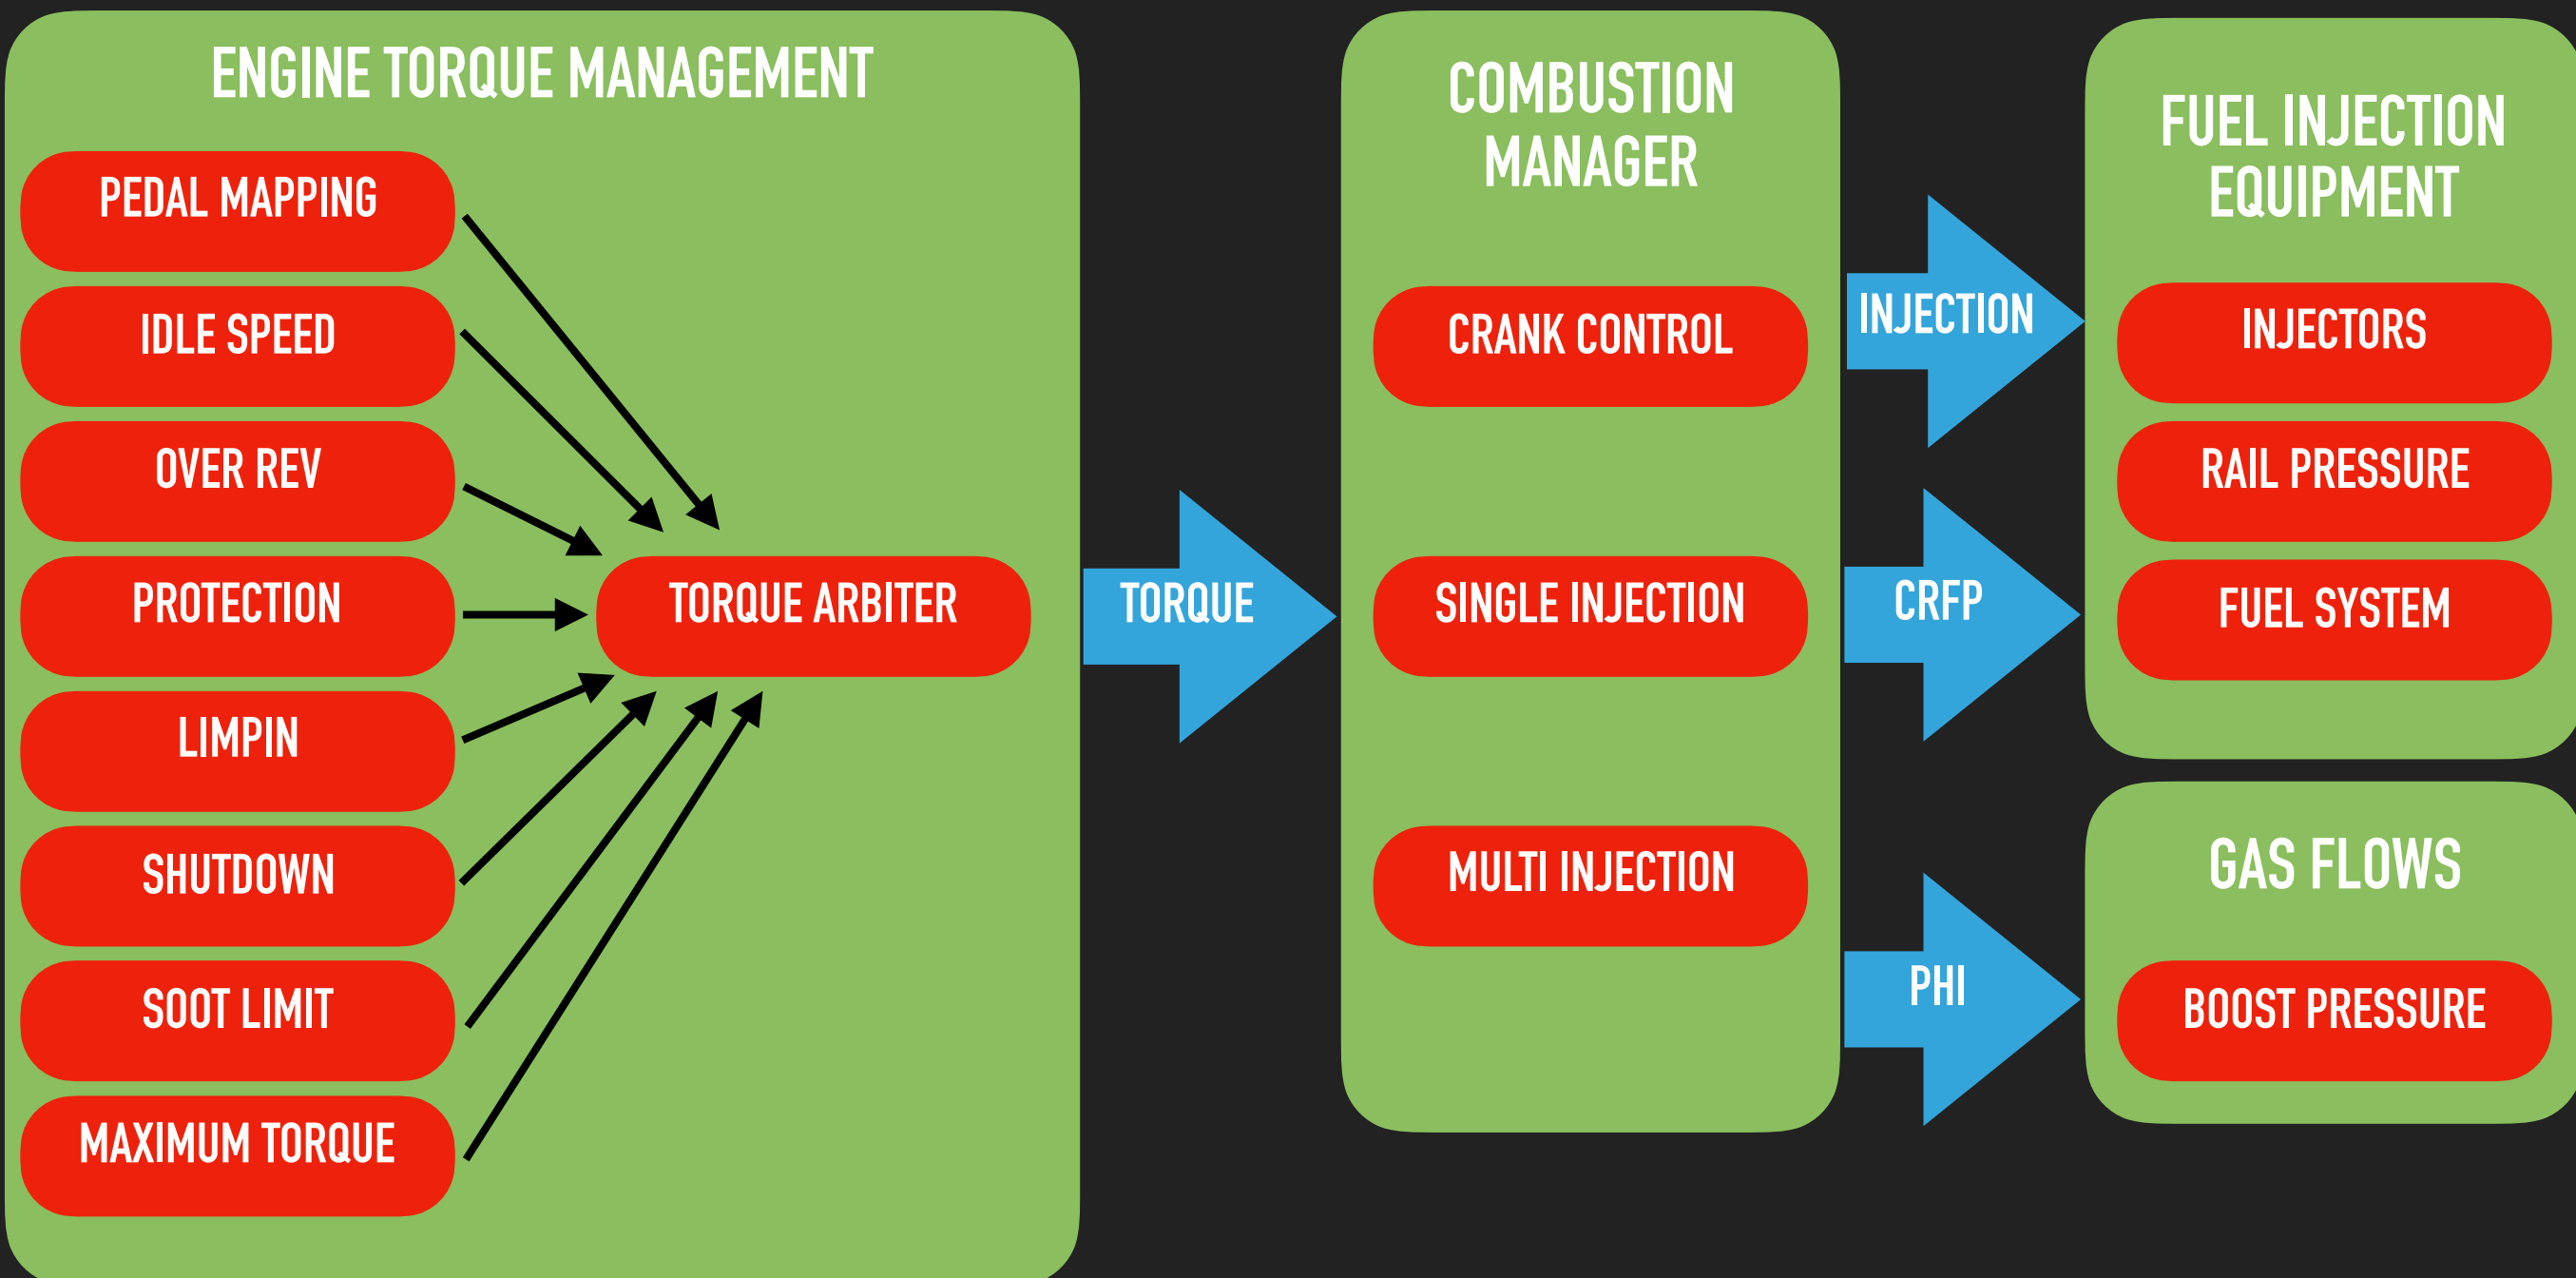 ENGINE TORQUE MANAGEMENT
PEDAL MAPPING
IDLE SPEED
OVER REV
PROTECTION
LIMPIN
SHUTDOWN
SOOT LIMIT
MAXIMUM TORQUE
TORQUE ARBITER
TORQUE
COMBUSTION
MANAGER
CRANK CONTROL
SINGLE INJECTION
MULTI INJECTION
INJECTION
CRFP
PHI
FUEL INJECTION
EQUIPMENT
INJECTORS
RAIL PRESSURE
FUEL SYSTEM
GAS FLOWS
BOOST PRESSURE